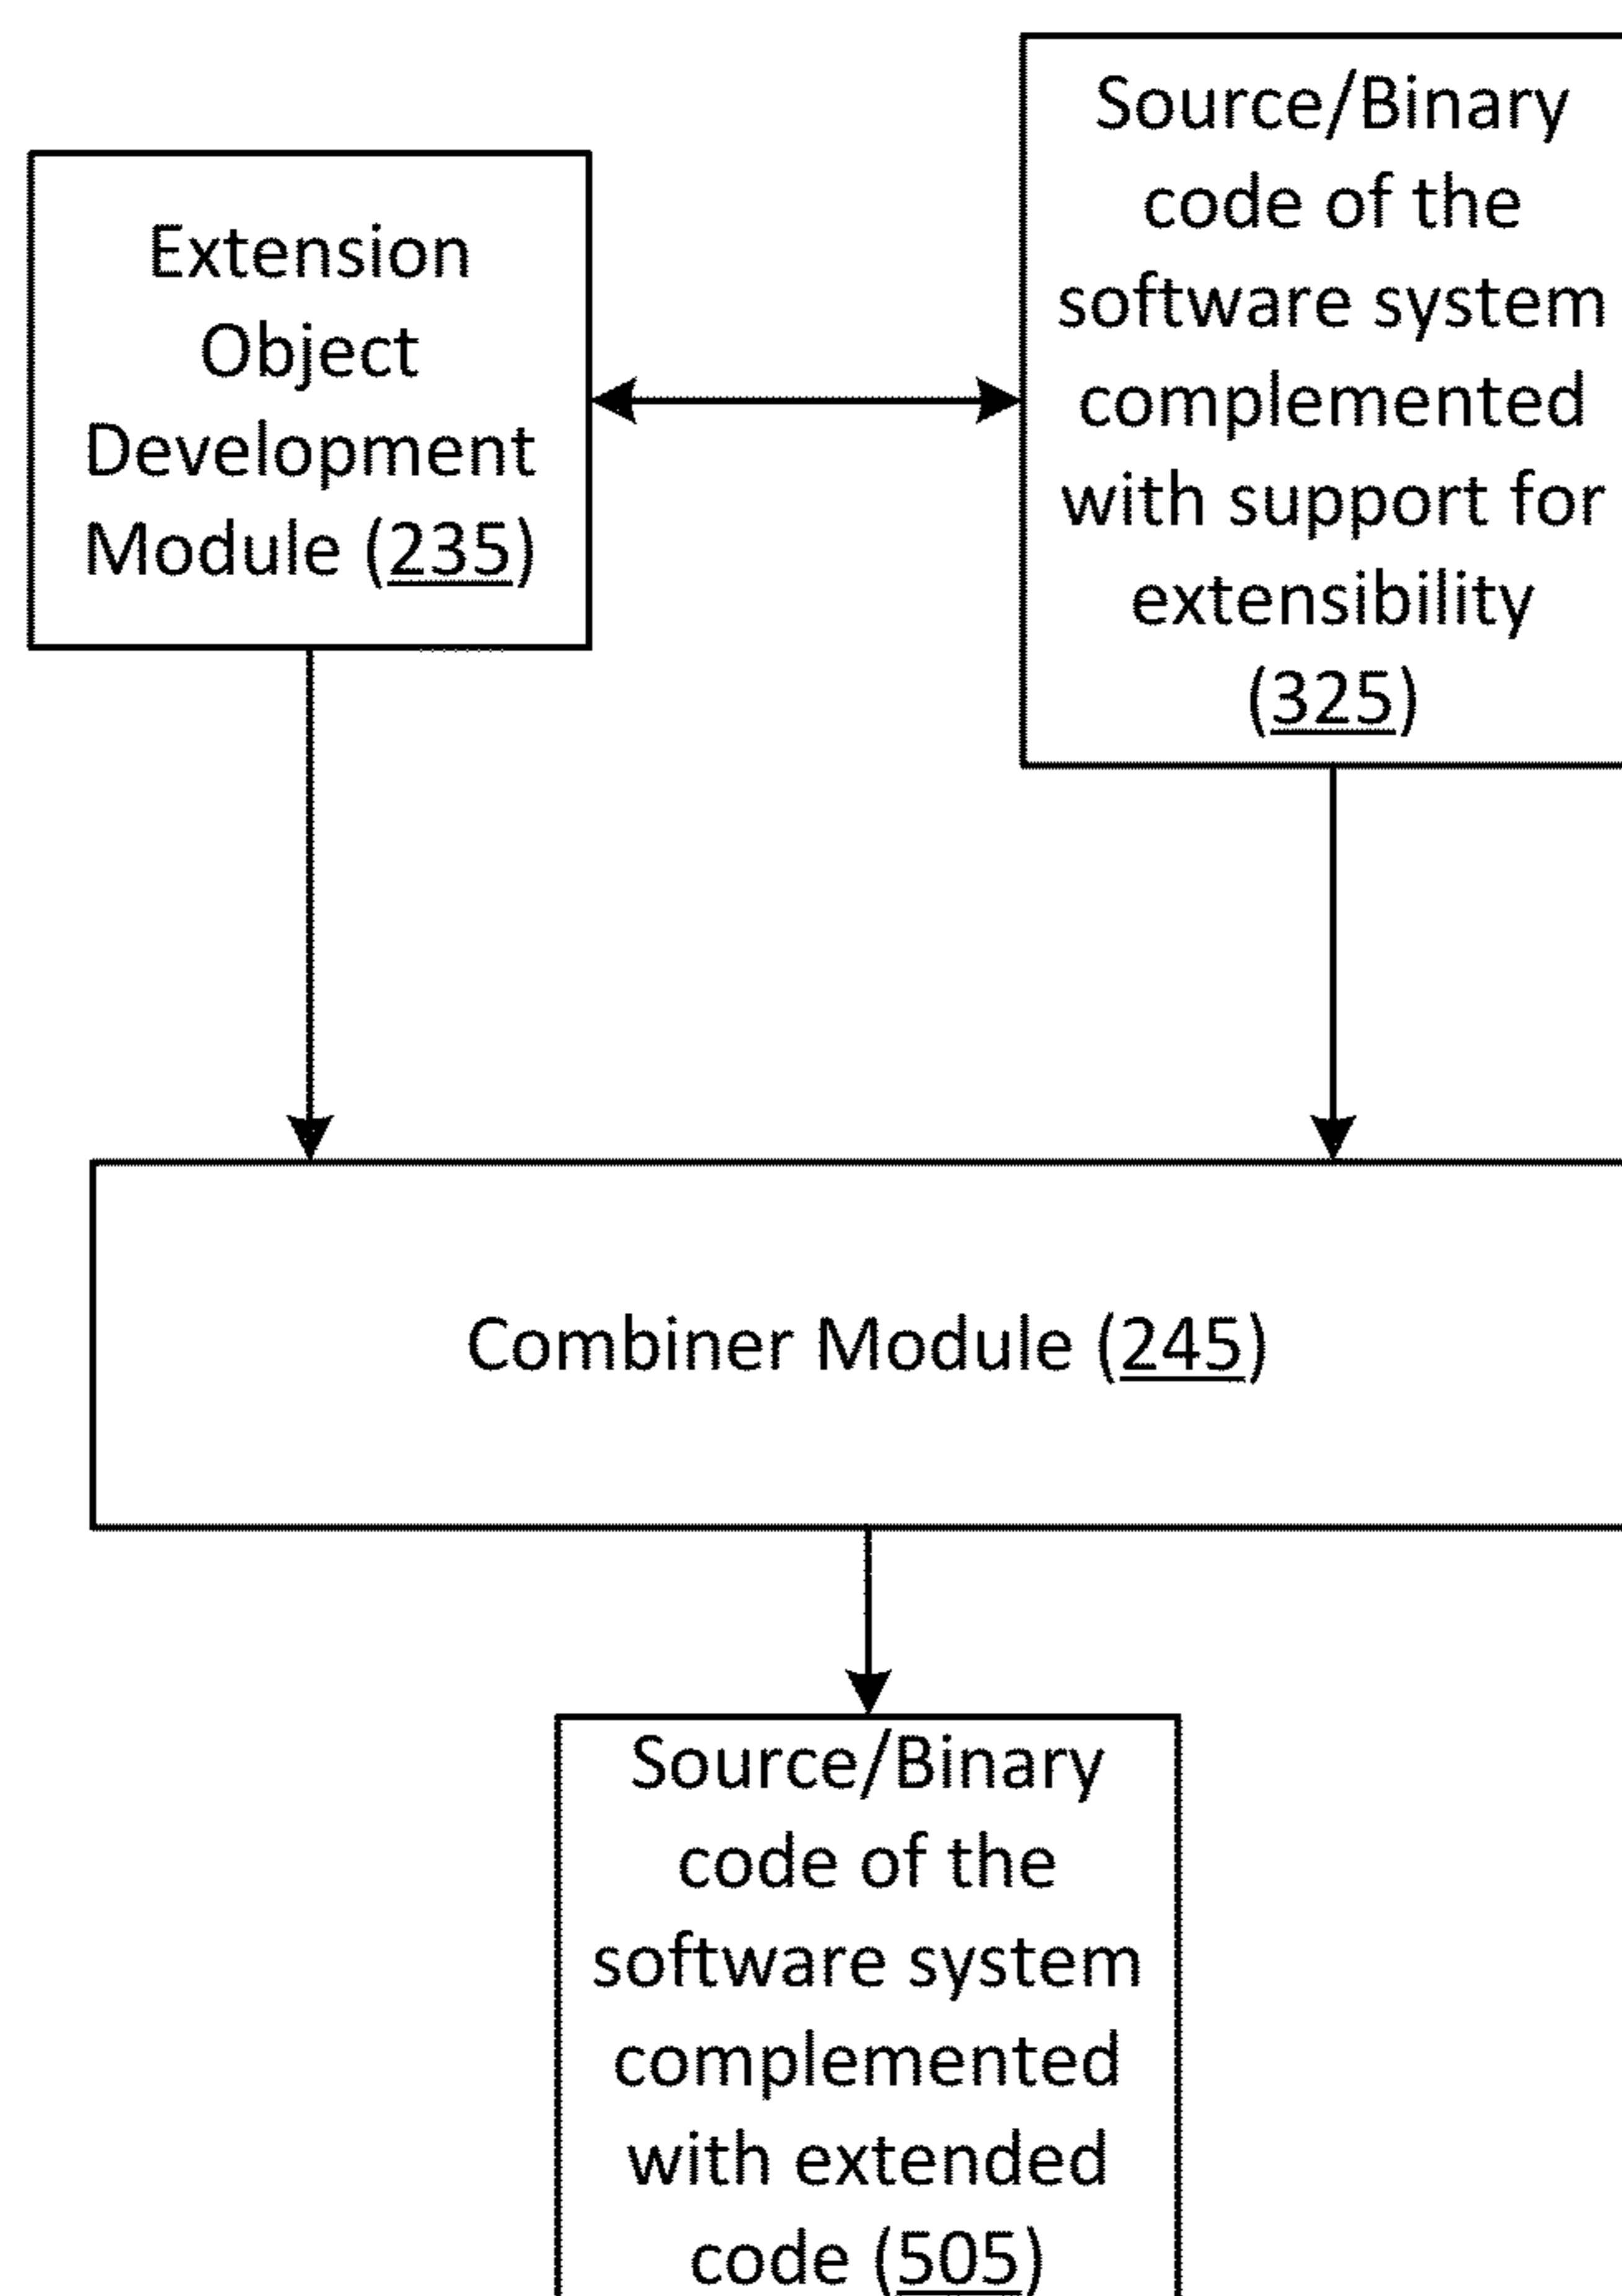 Extension
Object
Development
Module (235)
Source/Binary
code of the
software system
complemented
with support for
extensibility
(325)
Combiner Module (245)
Source/Binary
code of the
software system
complemented
with extended
code (505)